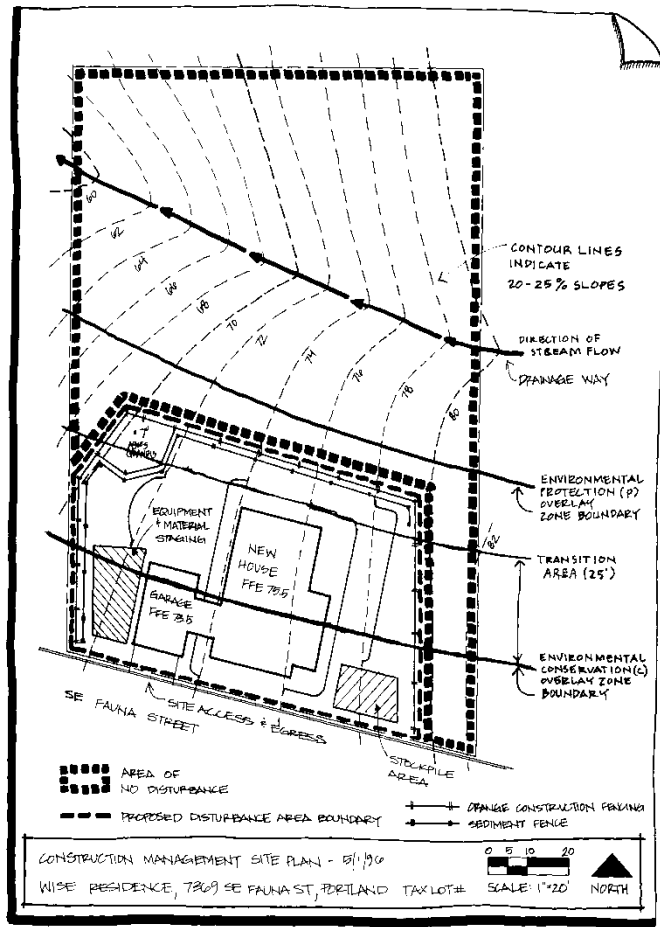 CONTOUR LINES
INDICATE
20-25% SLOPES
DIRECTION OF
STREAM FLOW
DRAINAGE WAY
60
62
64
66
68
70
72
74
76
78
80
82
ENVIRONMENTAL
PROTECTION (P)
OVERLAY
ZONE BOUNDARY
TRANSITION
AREA (25')
ENVIRONMENTAL
CONSERVATION (C)
OVERLAY ZONE
BOUNDARY
EQUIPMENT
& MATERIAL
STAGING
NEW
HOUSE
FFE 75.5
GARAGE
FFE 73.5
SE FAUNA
STREET
SITE ACCESS & EGRESS
STOCKPILE
AREA
AREA OF
NO DISTURBANCE
PROPOSED DISTURBANCE AREA BOUNDARY
ORANGE CONSTRUCTION FENCING
SEDIMENT FENCE
CONSTRUCTION MANAGEMENT SITE PLAN - 5/1/96
WISE RESIDENCE, 7369 SE FAUNA ST, PORTLAND TAX LOT#
0 5 10 20
SCALE: 1"=20'
NORTH